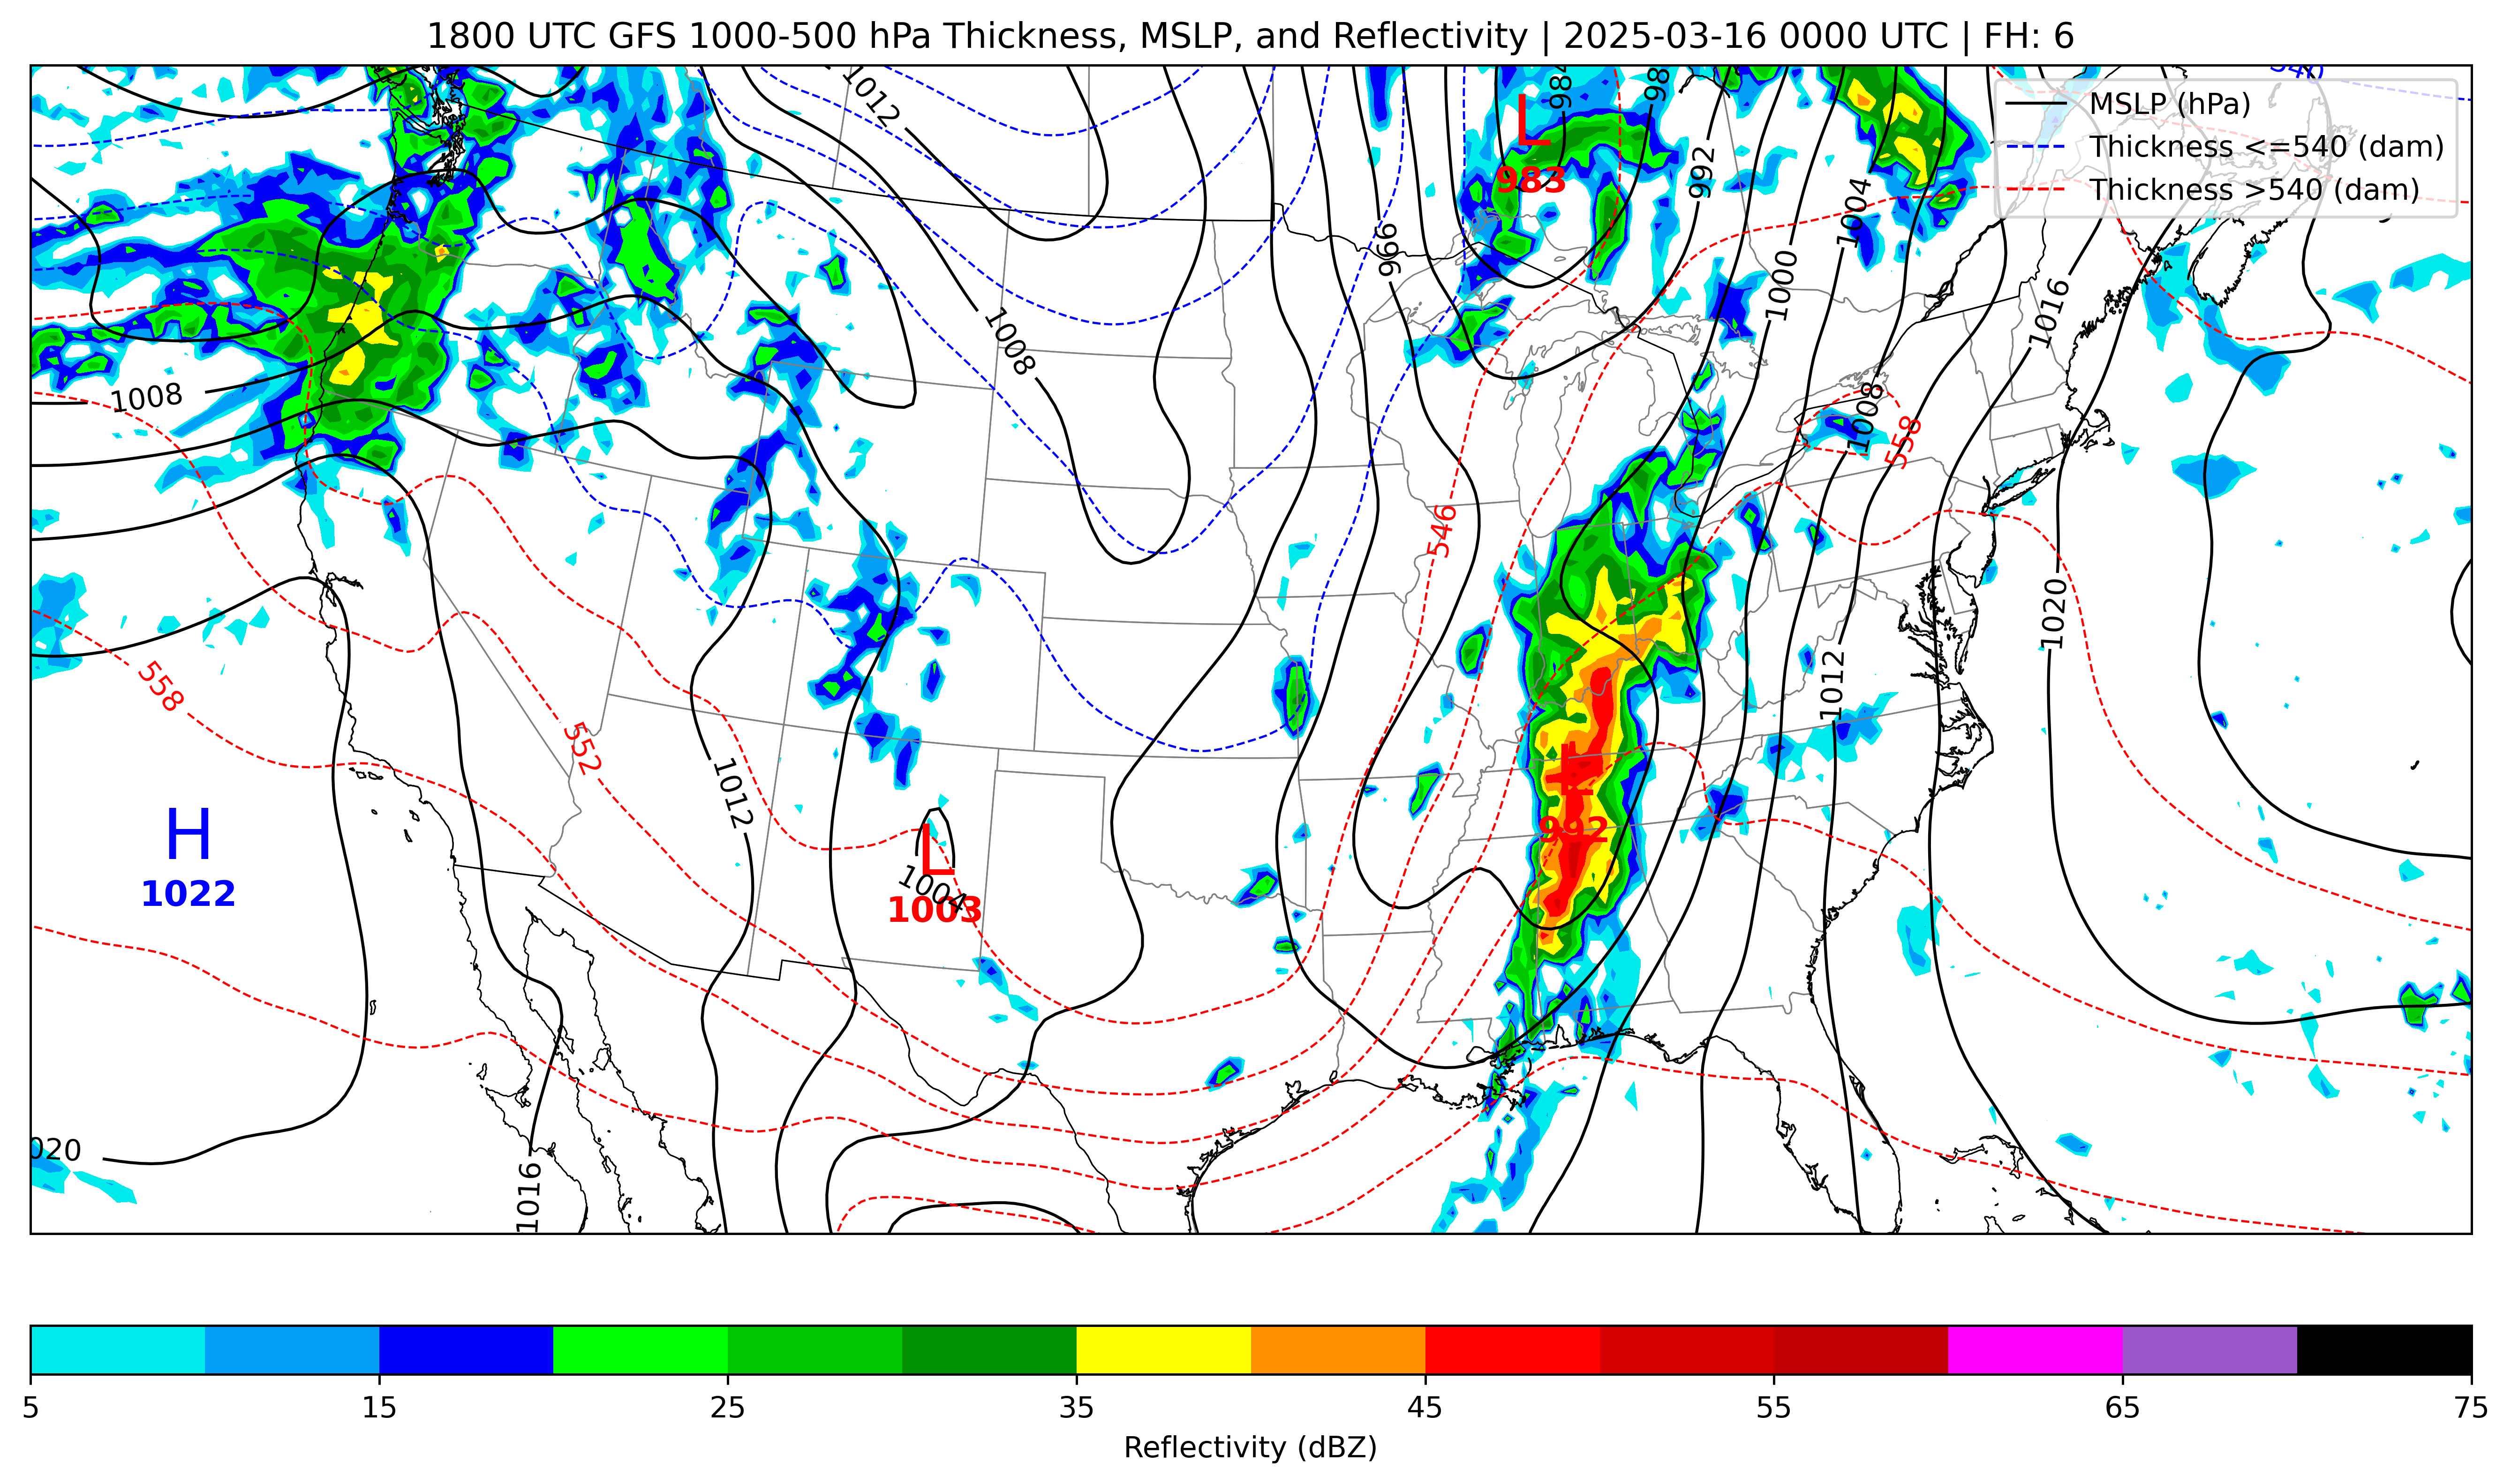 1800 UTC GFS 1000-500 hPa Thickness, MSLP, and Reflectivity | 2025-03-16 0000 UTC | FH: 6
MSLP (hPa)
Thickness <=540 (dam)
Thickness >540 (dam)
1012
984
992
L
983
996
1004
1000
1016
1008
1008
1008
558
546
1020
558
552
1012
1012
L
L
992
H
1022
1004
1003
1016
5 15 25 35 45 55 65 75
Reflectivity (dBZ)